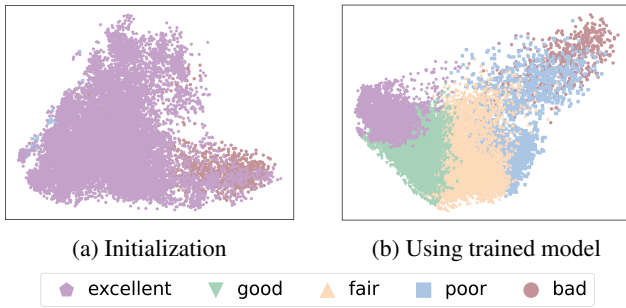 (a) Initialization
(b) Using trained model
excellent good fair poor bad